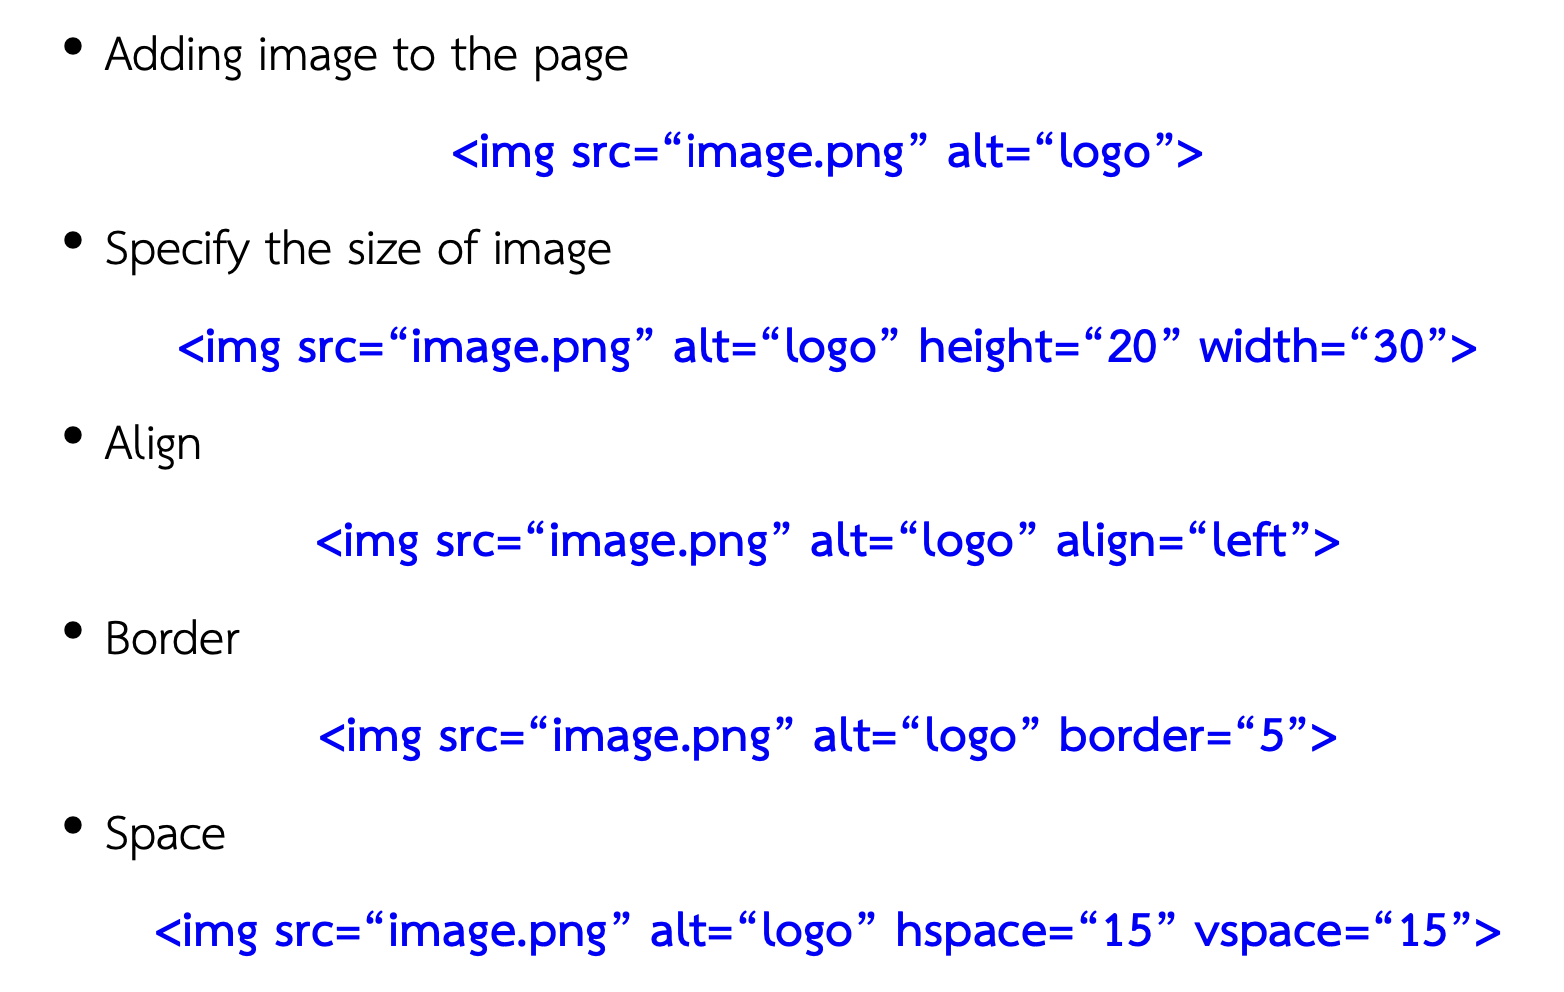 • Adding image to the page
<img src=“image.png” alt=“logo”>
• Specify the size of image
<img src=“image.png” alt=“logo” height=“20” width=“30”>
• Align
<img src=“image.png” alt=“logo” align=“left”>
• Border
<img src=“image.png” alt=“logo” border=“5”>
• Space
<img src=“image.png” alt=“logo” hspace=“15” vspace=“15”>